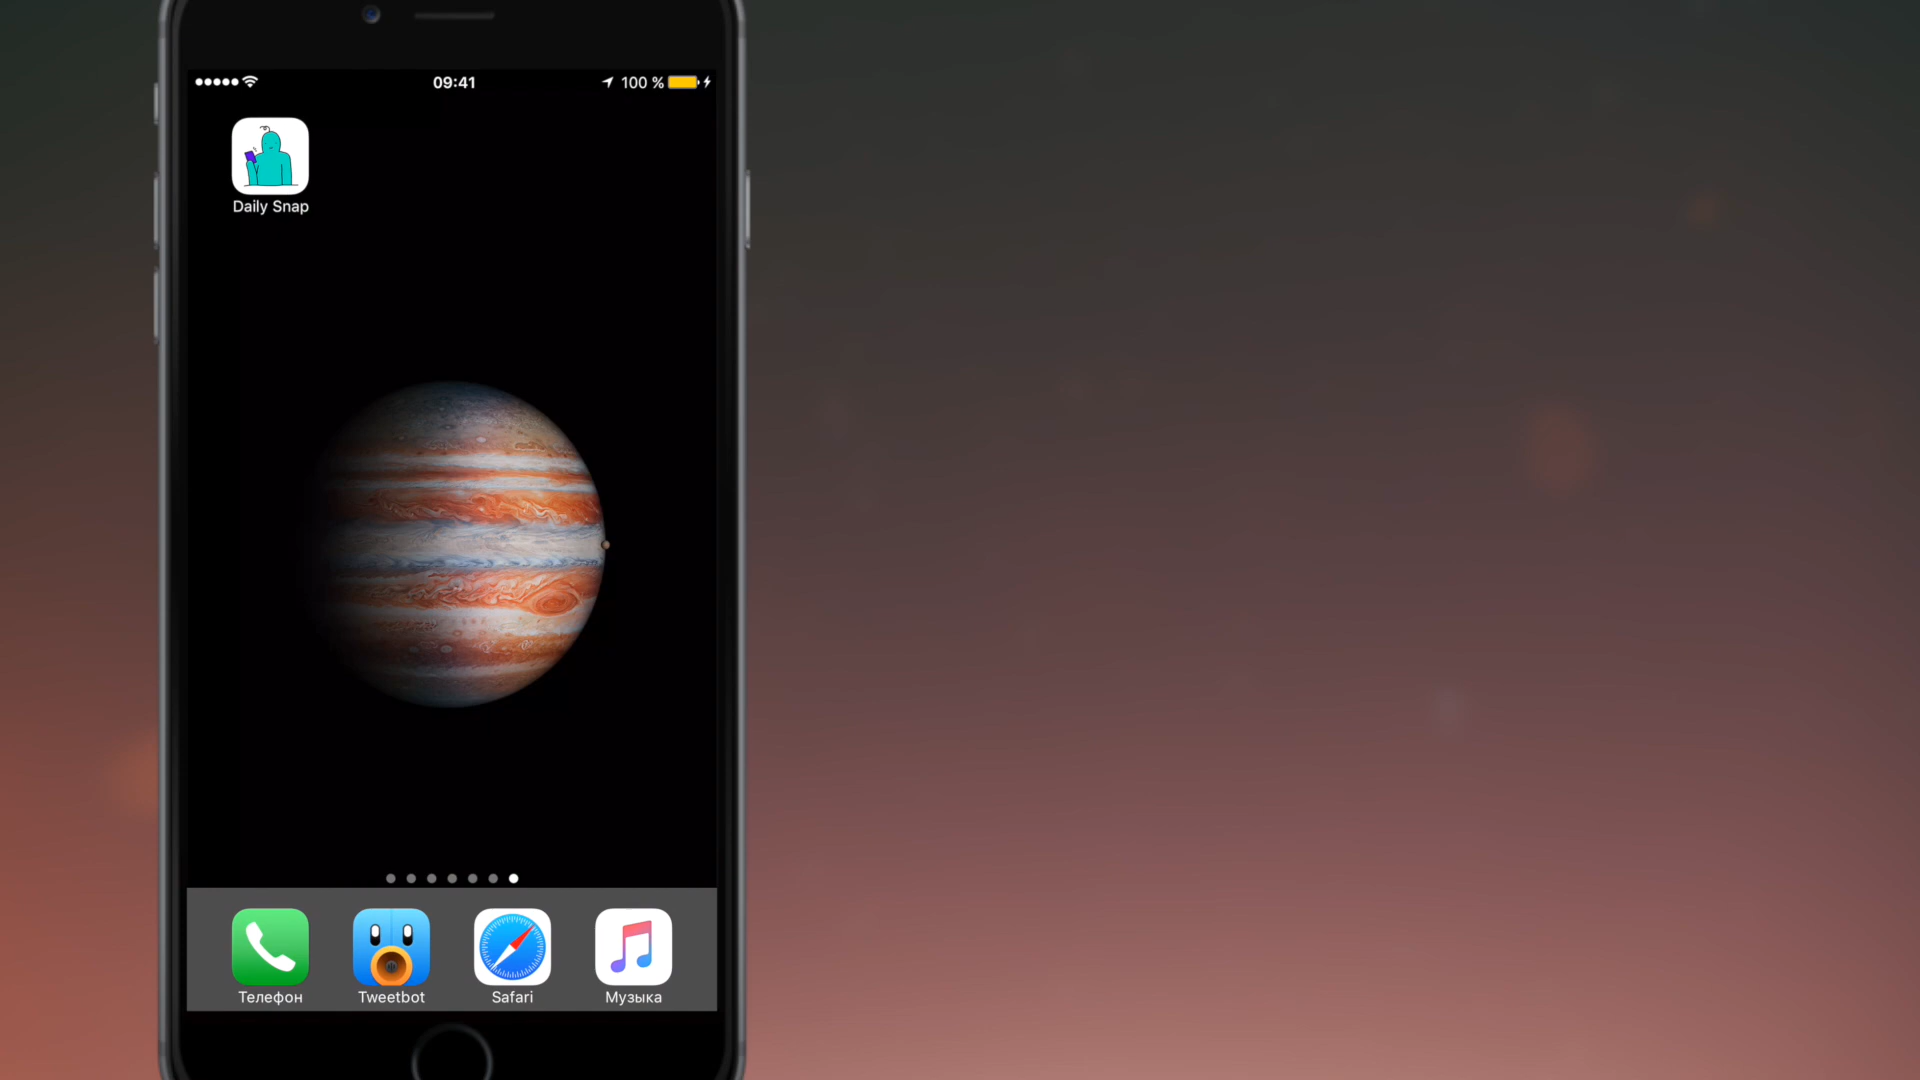 09:41
100 %
Daily Snap
Телефон
Tweetbot
Safari
Музыка